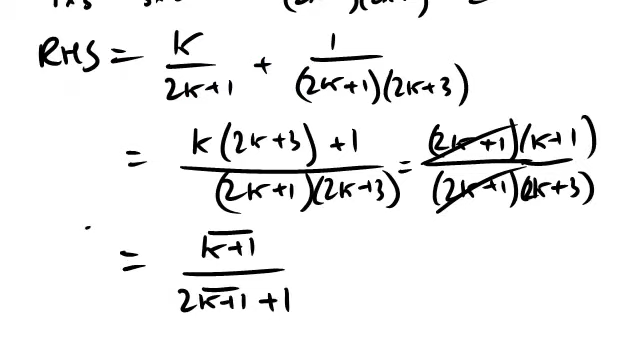 RHS = k/(2k+1) + 1/((2k+1)(2k+3))
= (k(2k+3)+1)/((2k+1)(2k+3)) = ((2k+1)(k+1))/((2k+1)(2k+3))
= k+1/(2k+1+1)